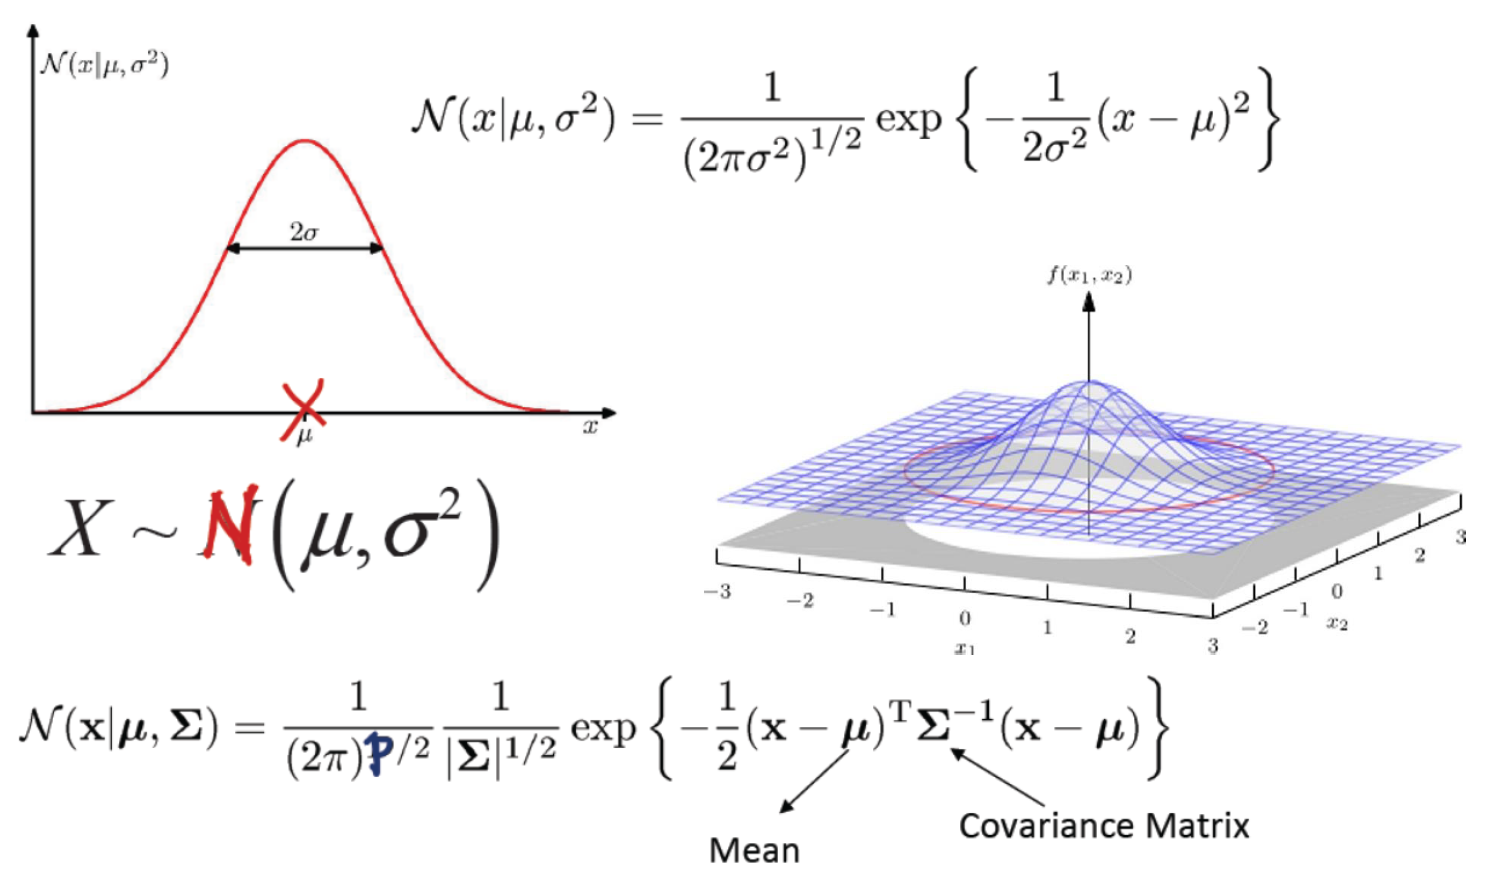 𝒩(x|μ, σ²)
𝒩(x|μ, σ²) = 1/(2πσ²)^{1/2} exp{−1/(2σ²)(x − μ)²}
2σ
μ
x
X ~ N(μ, σ²)
f(x₁, x₂)
−3 −2 −1 0 1 2 3
x₁
−2 −1 0 1 2 3
x₂
𝒩(𝐱|𝛍, 𝚺) = 1/(2π)^{p/2} 1/|𝚺|^{1/2} exp{−1/2(𝐱 − 𝛍)ᵀ𝚺⁻¹(𝐱 − 𝛍)}
Mean
Covariance Matrix